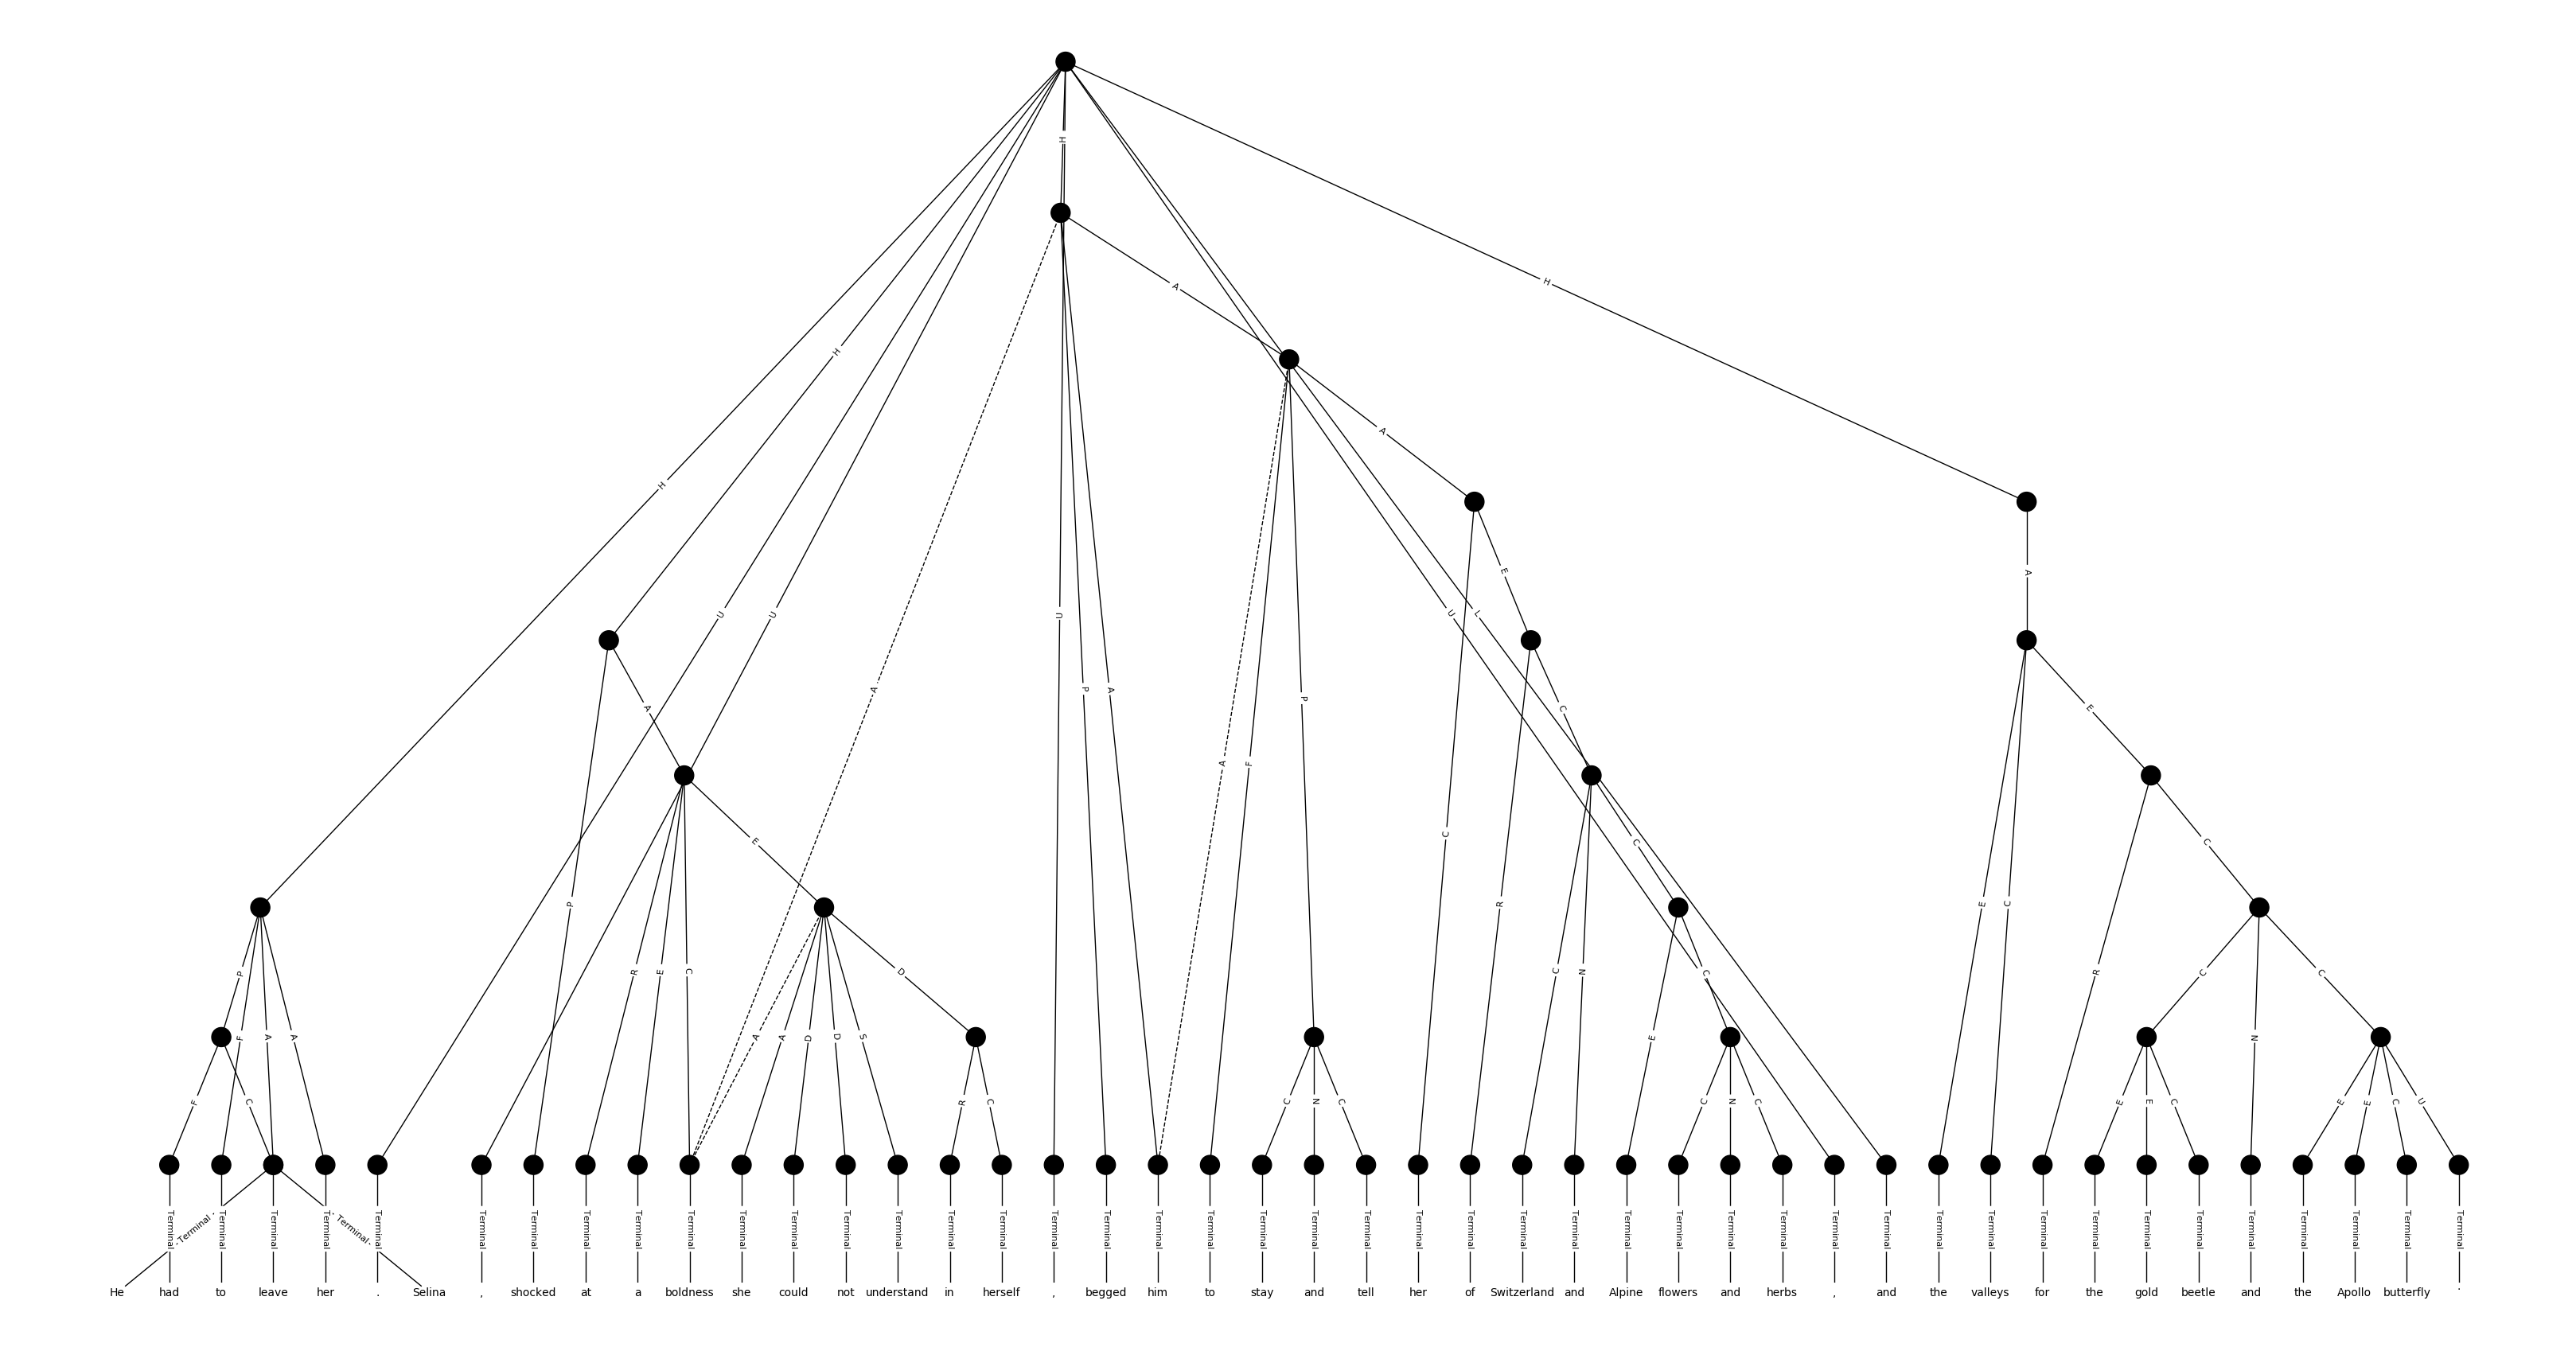 H
H
A
H
H
A
A
E
U
U
U
U
L
A
P
A
A
P
A
F
P
C
E
C
E
C
R
C
E
C
P
R
E
C
D
C
N
C
R
C
C
P
F
A
A
A
A
D
D
S
E
N
F
C
R
C
C
N
C
C
N
C
E
E
C
E
E
C
U
Terminal Terminal Terminal Terminal Terminal Terminal Terminal Terminal Terminal Terminal Terminal Terminal Terminal Terminal Terminal Terminal Terminal Terminal Terminal Terminal Terminal Terminal Terminal Terminal Terminal Terminal Terminal Terminal Terminal Terminal Terminal Terminal Terminal Terminal Terminal Terminal Terminal Terminal Terminal Terminal Terminal Terminal Terminal Terminal Terminal Terminal
He had to leave her . Selina , shocked at a boldness she could not understand in herself , begged him to stay and tell her of Switzerland and Alpine flowers and herbs , and the valleys for the gold beetle and the Apollo butterfly .